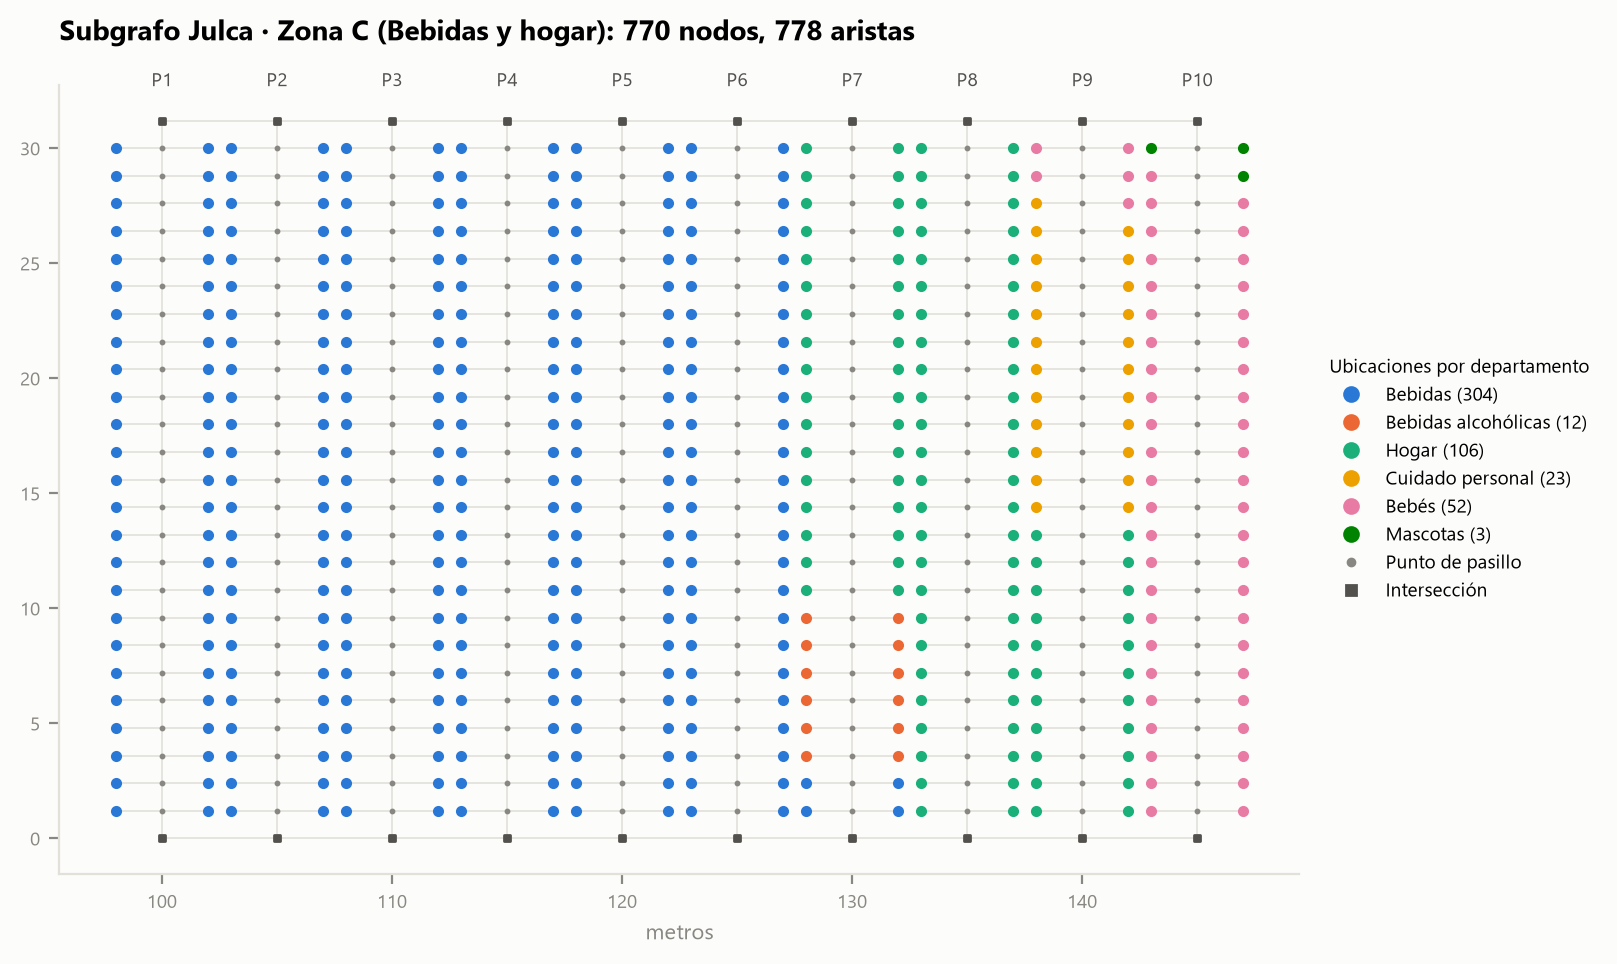 Subgrafo Julca · Zona C (Bebidas y hogar): 770 nodos, 778 aristas
P1 P2 P3 P4 P5 P6 P7 P8 P9 P10
30
25
20
15
10
5
0
100 110 120 130 140
metros
Ubicaciones por departamento
Bebidas (304)
Bebidas alcohólicas (12)
Hogar (106)
Cuidado personal (23)
Bebés (52)
Mascotas (3)
Punto de pasillo
Intersección